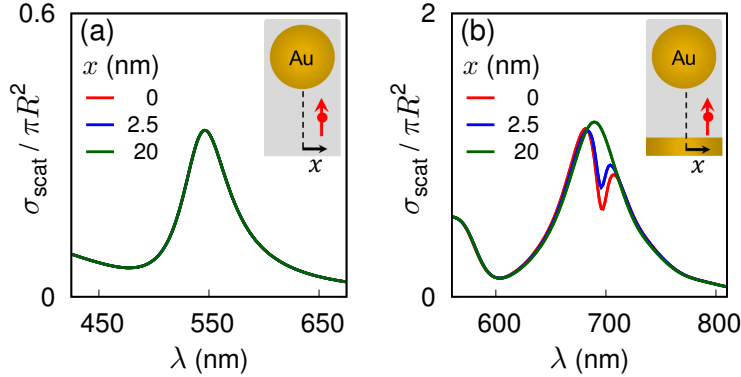 0.6
(a)
Au
x (nm)
0
2.5
20
x
σscat / πR²
0
450
550
650
λ (nm)
2
(b)
Au
x (nm)
0
2.5
20
x
σscat / πR²
0
600
700
800
λ (nm)